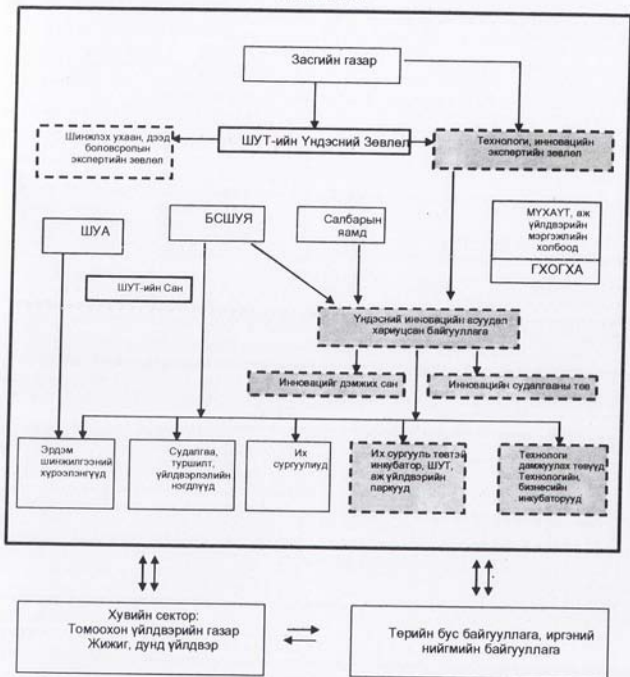 Засгийн газар
Шинжлэх ухаан, дээд
боловсролын
экспертийн зөвлөл
ШУТ-ийн Үндэсний Зөвлөл
Технологи, инновацийн
экспертийн зөвлөл
ШУА
БСШУЯ
Салбарын
яамд
МҮХАҮТ, аж
үйлдвэрийн
мэргэжлийн
холбоод
ГХОГХА
ШУТ-ийн Сан
Үндэсний инновацийн асуудал
хариуцсан байгууллага
Инновацийг дэмжих сан
Инновацийн судалгааны төв
Эрдэм
шинжилгээний
хүрээлэнгүүд
Судалгаа,
туршилт,
үйлдвэрлэлийн
нэгдлүүд
Их
сургуулиуд
Их сургууль төвтэй
инкубатор, ШУТ,
аж үйлдвэрийн
паркууд
Технологи
дамжуулах төвүүд
Технологийн,
бизнесийн
инкубаторууд
Хувийн сектор:
Томоохон үйлдвэрийн газар
Жижиг, дунд үйлдвэр
Төрийн бус байгууллага, иргэний
нийгмийн байгууллага